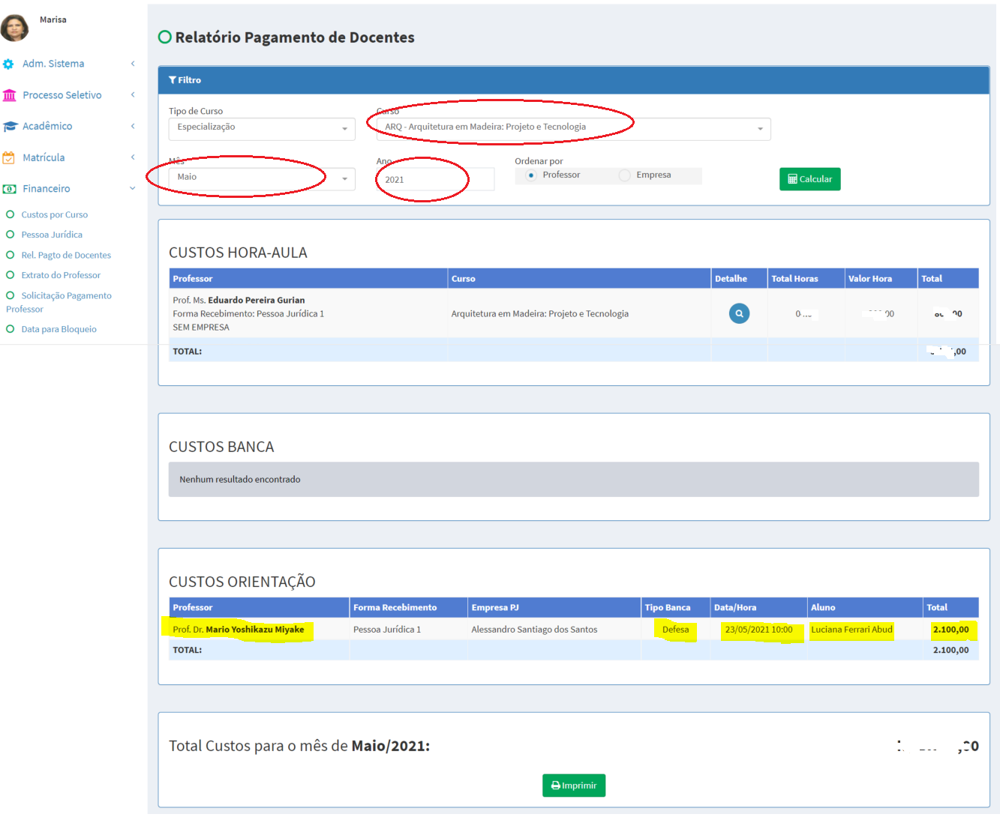 Marisa
Adm. Sistema
Processo Seletivo
Acadêmico
Matrícula
Financeiro
Custos por Curso
Pessoa Jurídica
Rel. Pagto de Docentes
Extrato do Professor
Solicitação Pagamento
Professor
Data para Bloqueio
Relatório Pagamento de Docentes
Filtro
Tipo de Curso Curso
Especialização ARQ - Arquitetura em Madeira: Projeto e Tecnologia
Mês Ano Ordenar por
Maio 2021 Professor Empresa Calcular
CUSTOS HORA-AULA
Professor Curso Detalhe Total Horas Valor Hora Total
Prof. Ms. Eduardo Pereira Gurian
Forma Recebimento: Pessoa Jurídica 1 Arquitetura em Madeira: Projeto e Tecnologia
SEM EMPRESA
TOTAL: ,00
CUSTOS BANCA
Nenhum resultado encontrado
CUSTOS ORIENTAÇÃO
Professor Forma Recebimento Empresa PJ Tipo Banca Data/Hora Aluno Total
Prof. Dr. Mario Yoshikazu Miyake Pessoa Jurídica 1 Alessandro Santiago dos Santos Defesa 23/05/2021 10:00 Luciana Ferrari Abud 2.100,00
TOTAL: 2.100,00
Total Custos para o mês de Maio/2021:
Imprimir